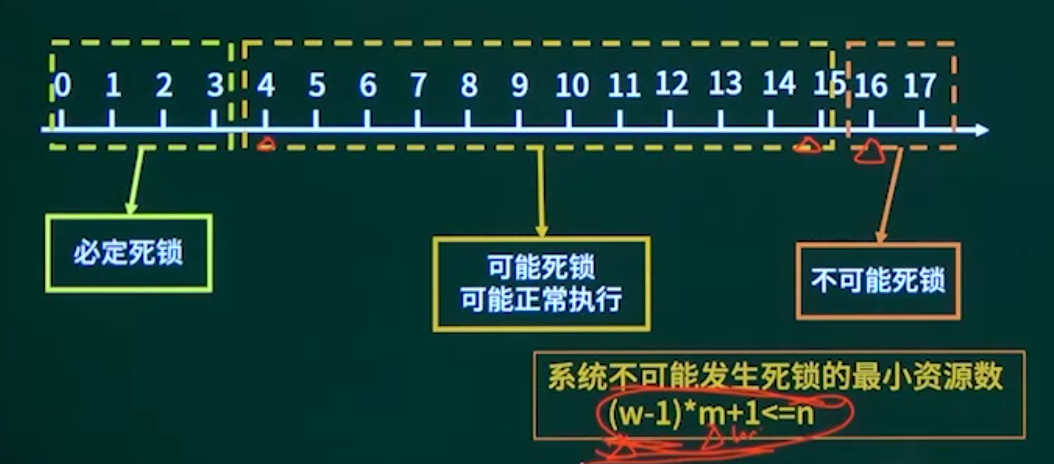 0 1 2 3 4 5 6 7 8 9 10 11 12 13 14 15 16 17
必定死锁
可能死锁
可能正常执行
不可能死锁
系统不可能发生死锁的最小资源数
(w-1)*m+1<=n